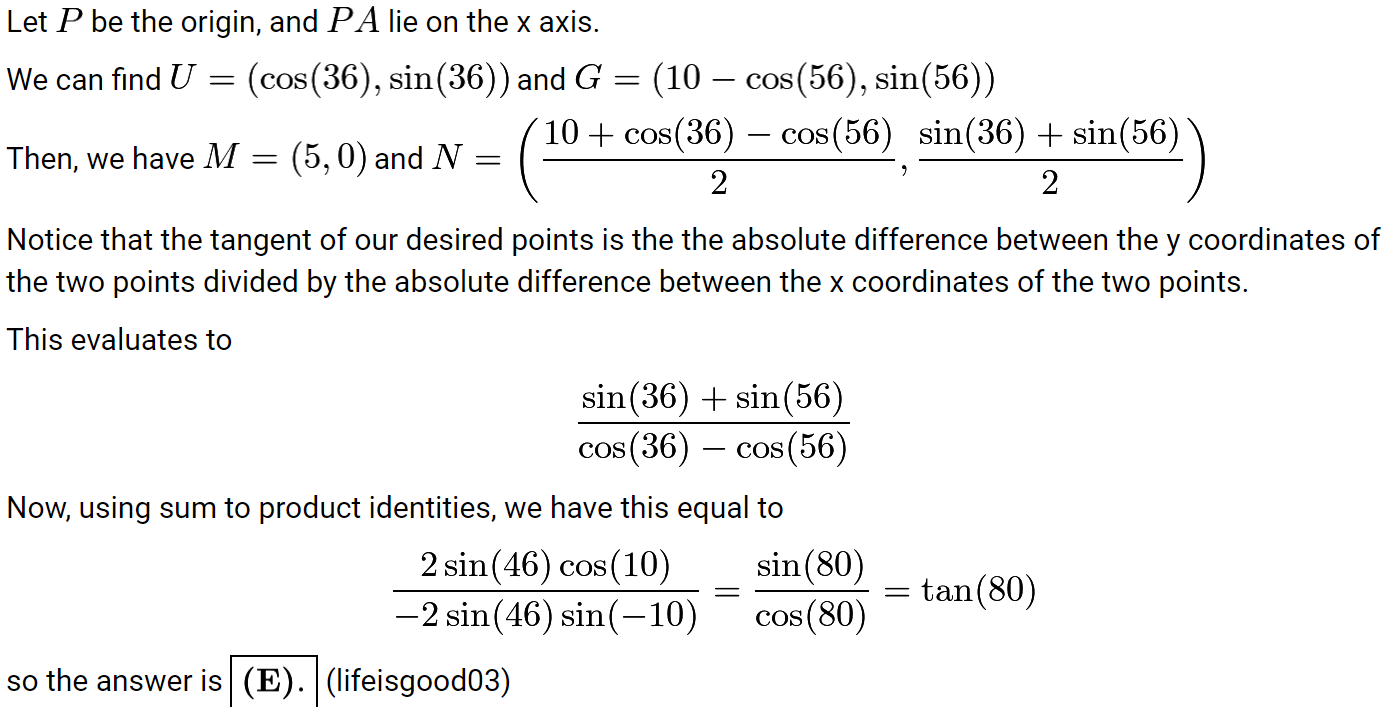 Let P be the origin, and PA lie on the x axis.
We can find U = (cos(36), sin(36)) and G = (10 − cos(56), sin(56))
Then, we have M = (5, 0) and N = ( \frac{10 + cos(36) − cos(56)}{2}, \frac{sin(36) + sin(56)}{2} )
Notice that the tangent of our desired points is the the absolute difference between the y coordinates of
the two points divided by the absolute difference between the x coordinates of the two points.
This evaluates to
\frac{sin(36) + sin(56)}{cos(36) − cos(56)}
Now, using sum to product identities, we have this equal to
\frac{2 sin(46) cos(10)}{−2 sin(46) sin(−10)} = \frac{sin(80)}{cos(80)} = tan(80)
so the answer is (E). (lifeisgood03)